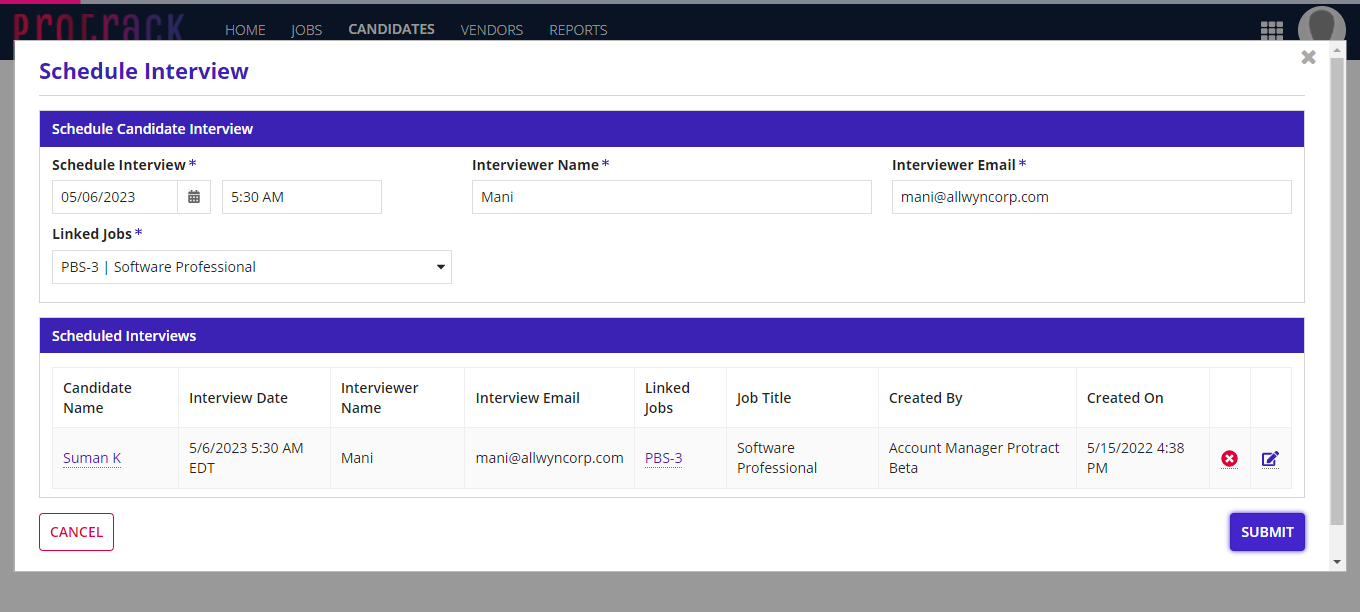 Protrack
HOME JOBS CANDIDATES VENDORS REPORTS
Schedule Interview
Schedule Candidate Interview
Schedule Interview * Interviewer Name * Interviewer Email *
05/06/2023 5:30 AM Mani mani@allwyncorp.com
Linked Jobs *
PBS-3 | Software Professional
Scheduled Interviews
Candidate Name Interview Date Interviewer Name Interview Email Linked Jobs Job Title Created By Created On
Suman K 5/6/2023 5:30 AM EDT Mani mani@allwyncorp.com PBS-3 Software Professional Account Manager Protract Beta 5/15/2022 4:38 PM
CANCEL SUBMIT